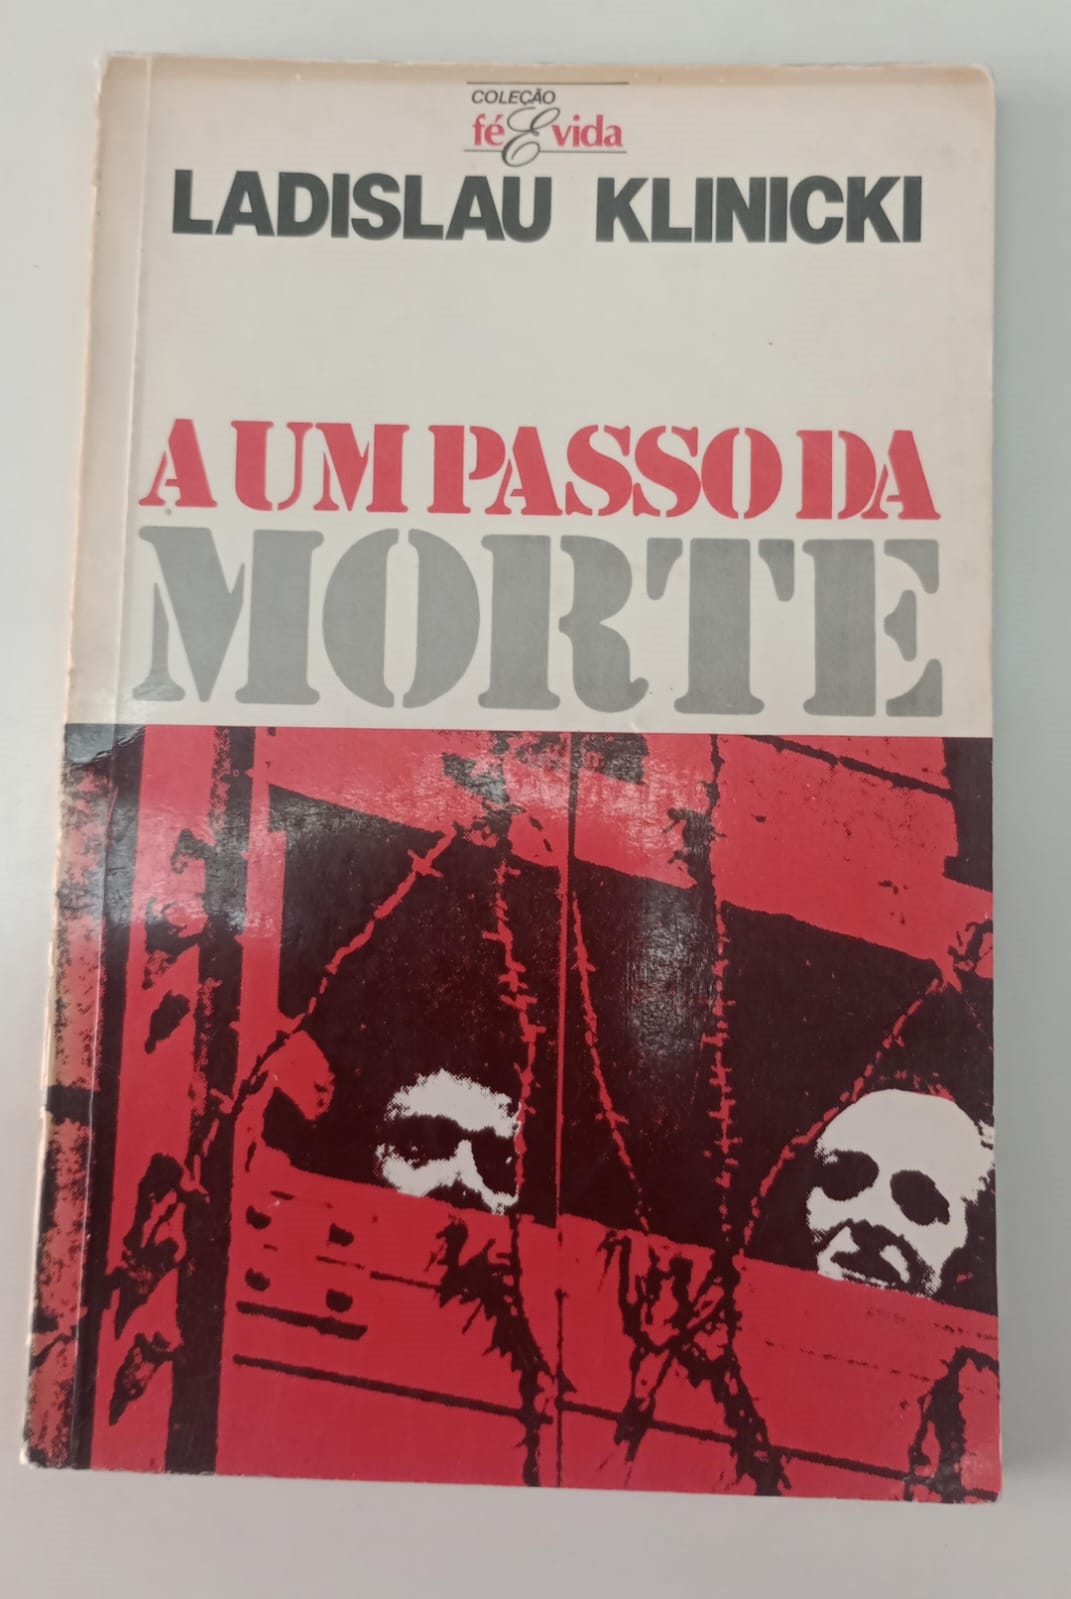 COLEÇÃO
fé E vida
LADISLAU KLINICKI
A UM PASSO DA
MORTE